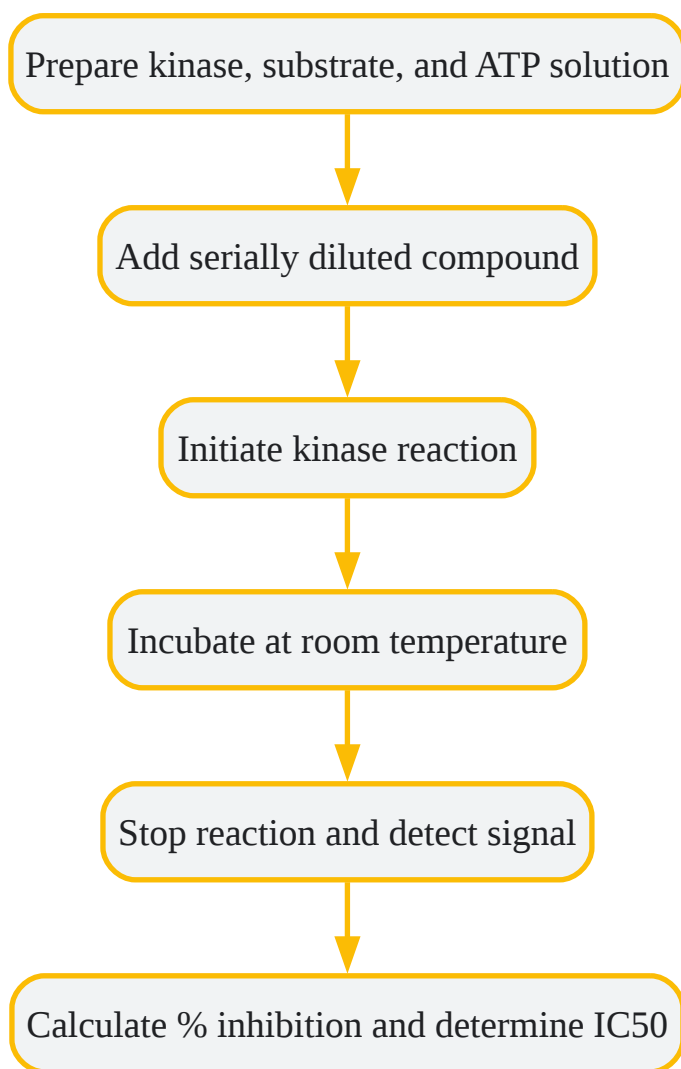 Prepare kinase, substrate, and ATP solution
Add serially diluted compound
Initiate kinase reaction
Incubate at room temperature
Stop reaction and detect signal
Calculate % inhibition and determine IC50